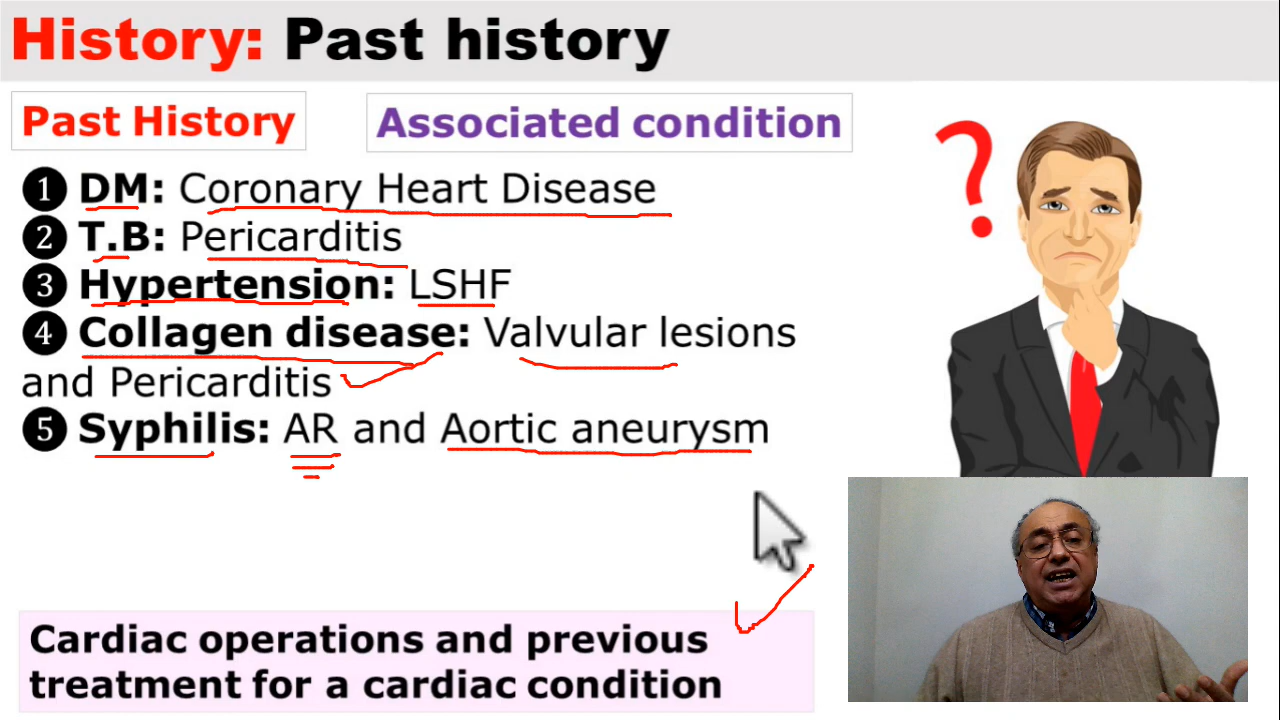 History: Past history
Past History
Associated condition
❶ DM: Coronary Heart Disease
❷ T.B: Pericarditis
❸ Hypertension: LSHF
❹ Collagen disease: Valvular lesions
and Pericarditis
❺ Syphilis: AR and Aortic aneurysm
Cardiac operations and previous
treatment for a cardiac condition